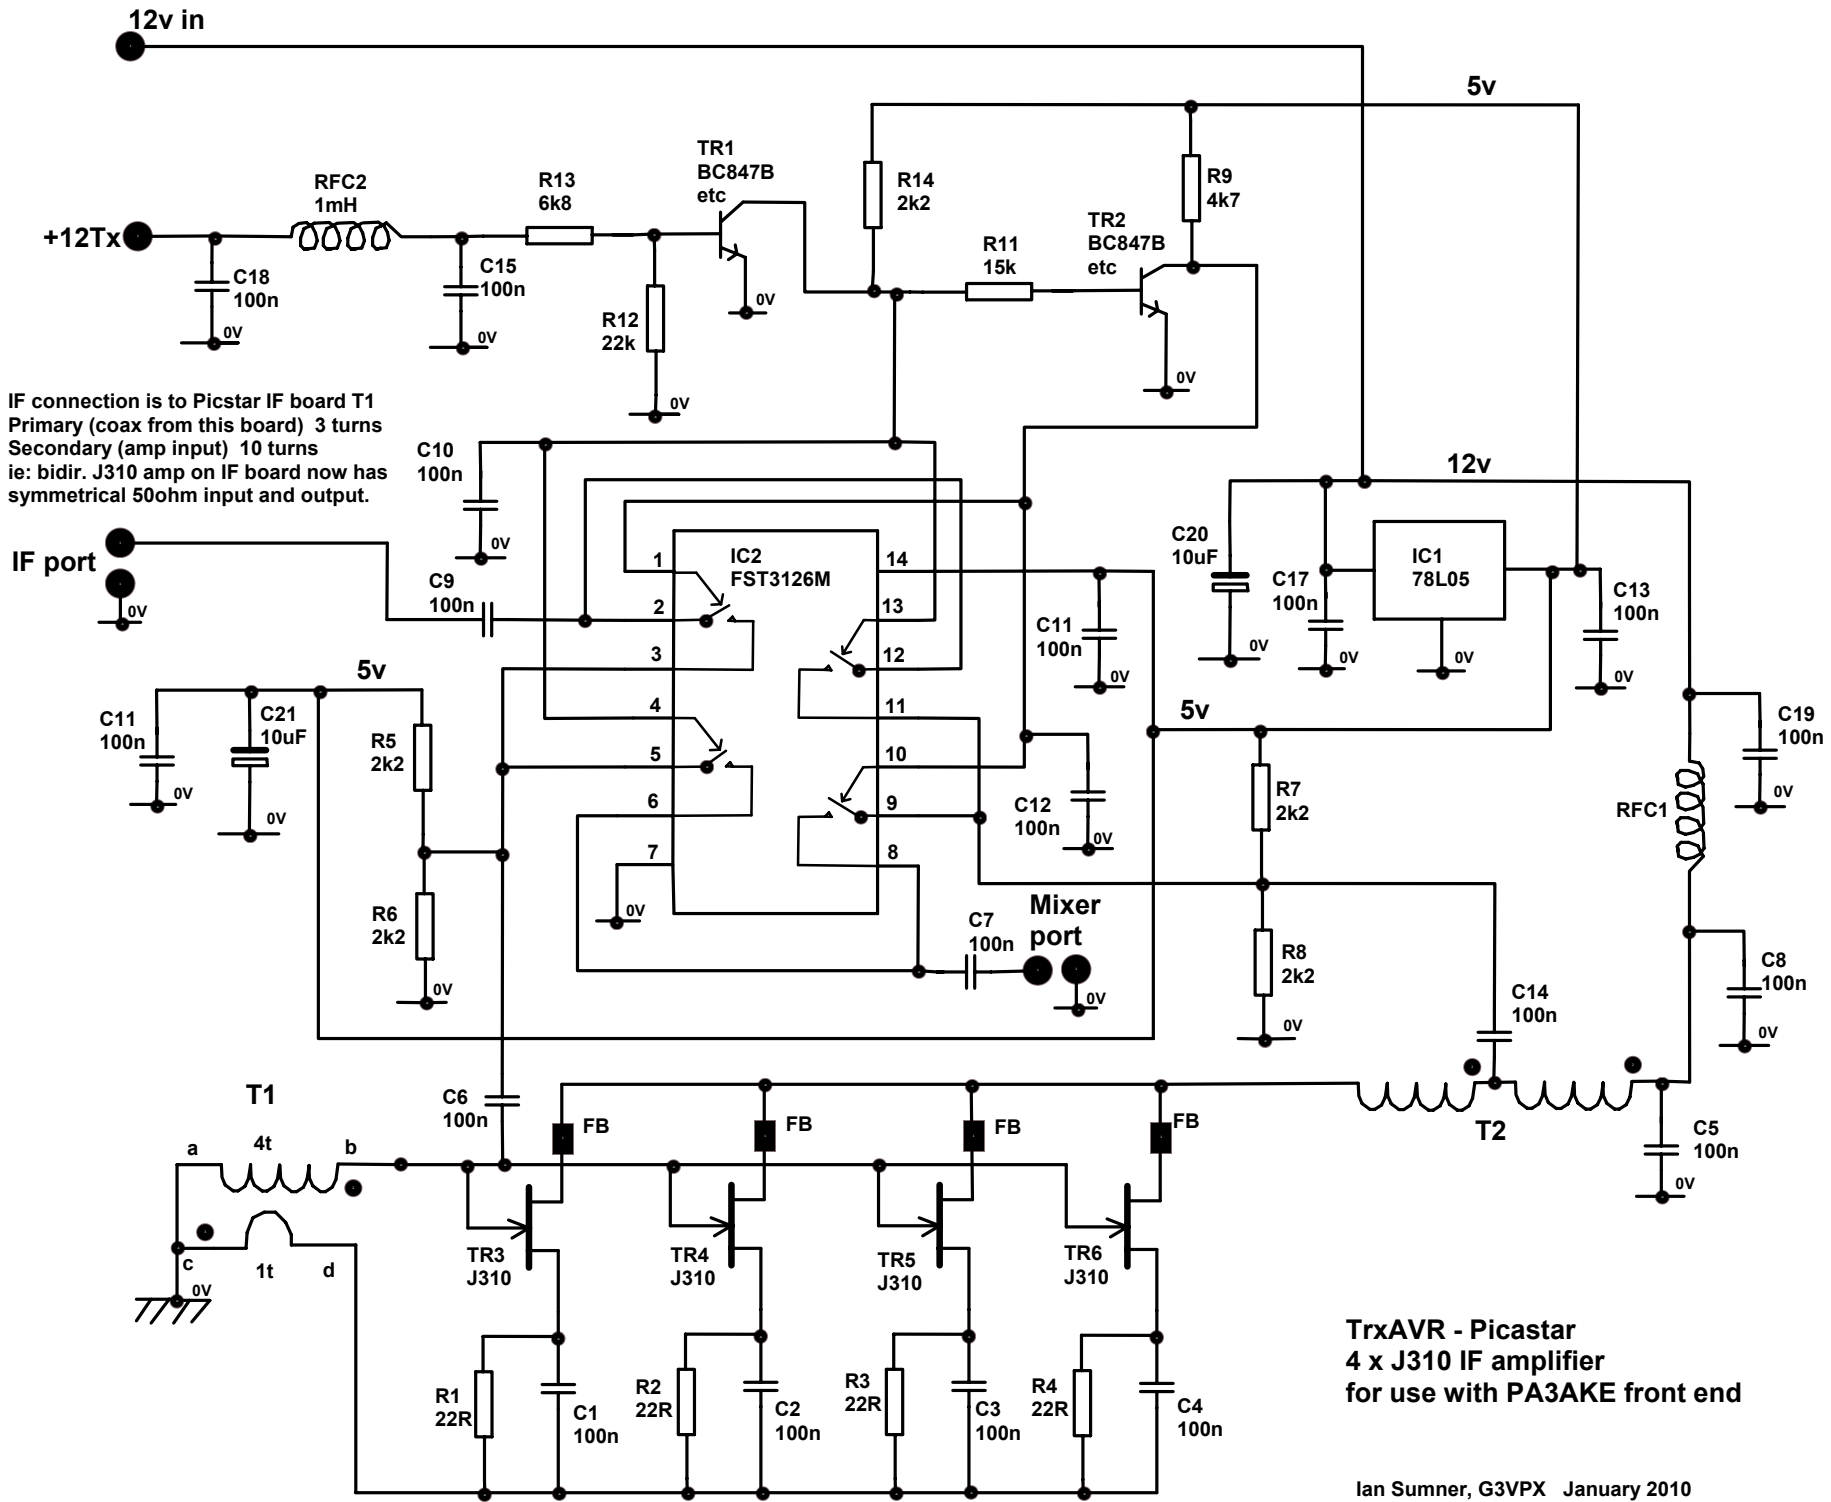 12v in
5v
TR1
BC847B
etc
R14
2k2
R9
4k7
RFC2
1mH
R13
6k8
TR2
BC847B
etc
+12Tx
R11
15k
C18
100n
C15
100n
0V
0V
0V
R12
22k
0V
0V
IF connection is to Picstar IF board T1
Primary (coax from this board) 3 turns
Secondary (amp input) 10 turns
ie: bidir. J310 amp on IF board now has
symmetrical 50ohm input and output.
C10
100n
0V
12v
IF port
0V
C9
100n
IC2
FST3126M
1
2
3
4
5
6
7
14
13
12
11
10
9
8
0V
C20
10uF
0V
C17
100n
0V
IC1
78L05
0V
C13
100n
0V
C11
100n
0V
5v
C11
100n
0V
C21
10uF
0V
R5
2k2
R6
2k2
0V
5v
C12
100n
0V
R7
2k2
R8
2k2
0V
C19
100n
0V
RFC1
Mixer
port
C7
100n
0V
C8
100n
0V
C14
100n
T1
a
4t
b
c
1t
d
0V
C6
100n
FB
FB
FB
FB
T2
C5
100n
0V
TR3
J310
TR4
J310
TR5
J310
TR6
J310
R1
22R
C1
100n
R2
22R
C2
100n
R3
22R
C3
100n
R4
22R
C4
100n
TrxAVR - Picastar
4 x J310 IF amplifier
for use with PA3AKE front end
Ian Sumner, G3VPX January 2010